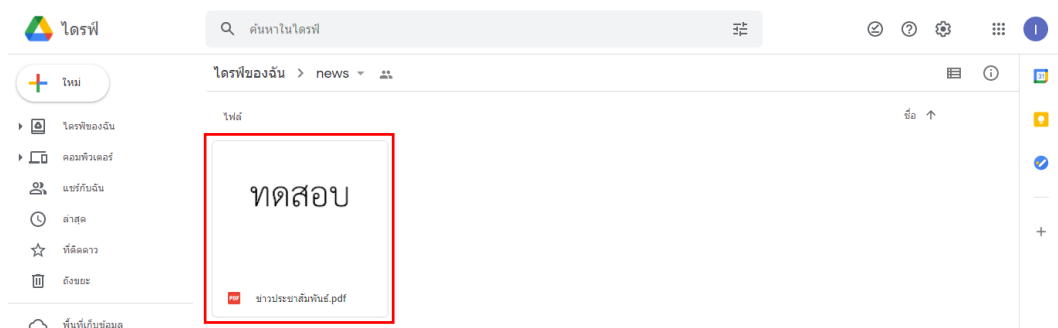 ไดรฟ์
ค้นหาในไดรฟ์
ใหม่
ไดรฟ์ของฉัน > news
ไดรฟ์ของฉัน
คอมพิวเตอร์
แชร์กับฉัน
ล่าสุด
ที่ติดดาว
ถังขยะ
พื้นที่เก็บข้อมูล
ไฟล์
ชื่อ
ทดสอบ
PDF ข่าวประชาสัมพันธ์.pdf
I
31